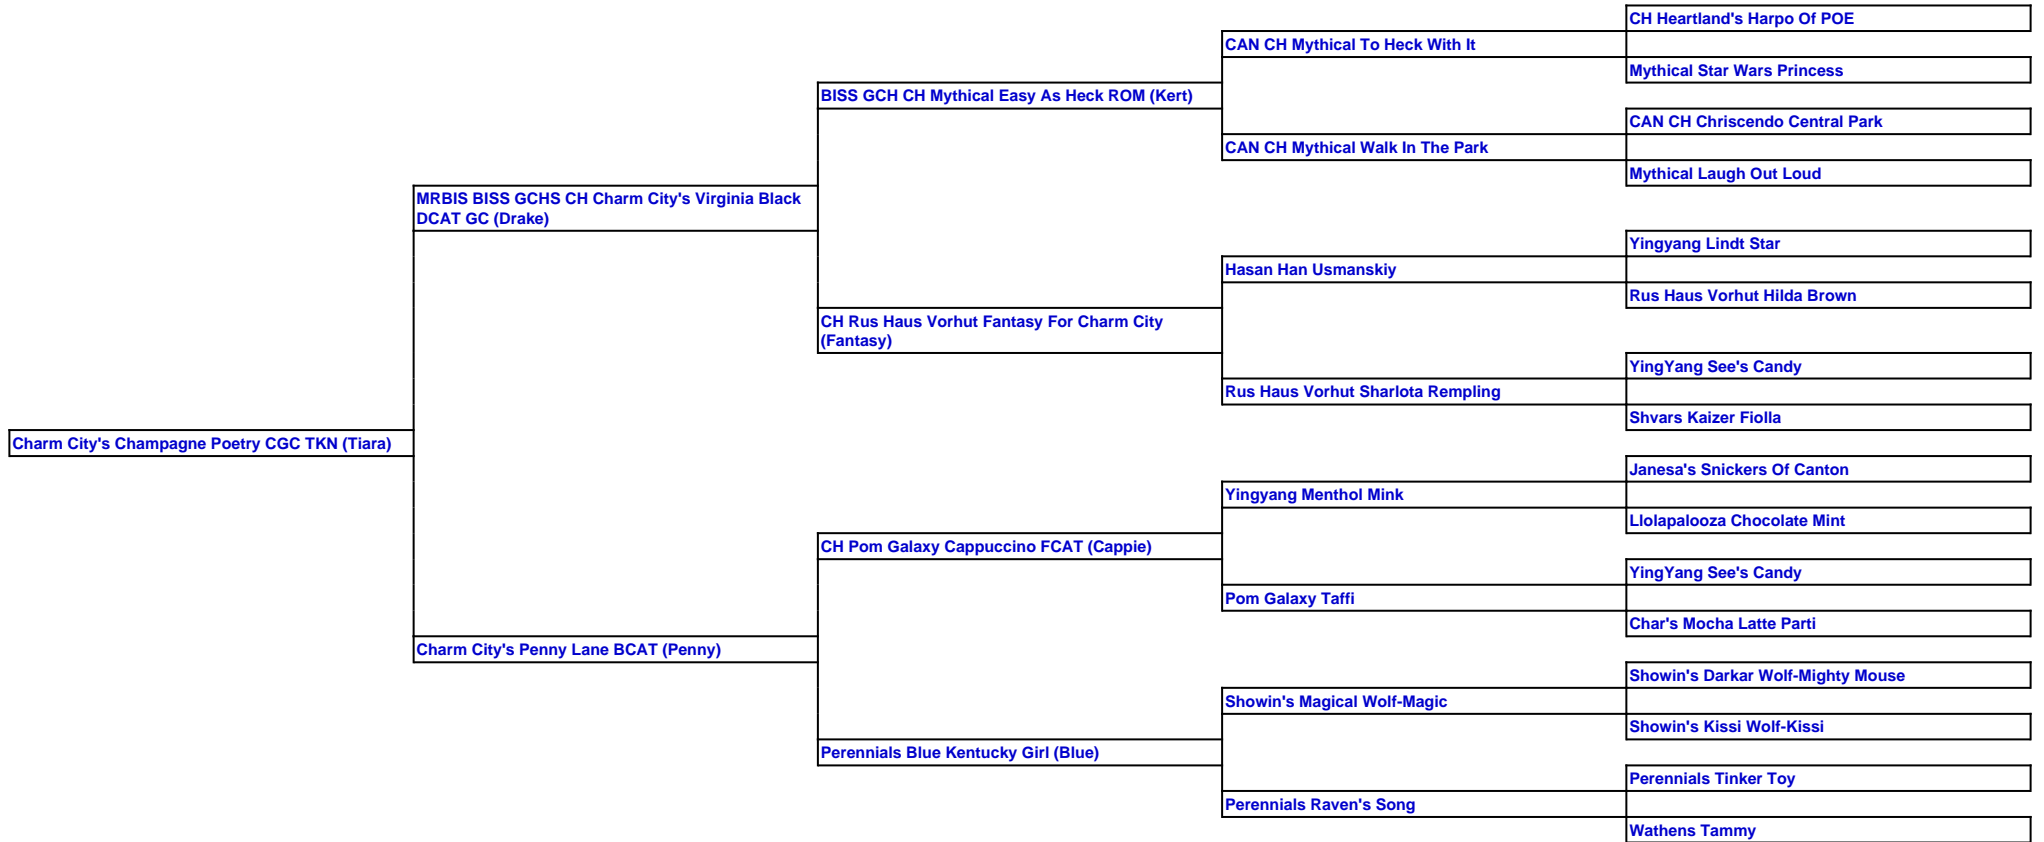 CH Heartland's Harpo Of POE
CAN CH Mythical To Heck With It
Mythical Star Wars Princess
BISS GCH CH Mythical Easy As Heck ROM (Kert)
CAN CH Chriscendo Central Park
CAN CH Mythical Walk In The Park
Mythical Laugh Out Loud
MRBIS BISS GCHS CH Charm City's Virginia Black
DCAT GC (Drake)
Yingyang Lindt Star
Hasan Han Usmanskiy
Rus Haus Vorhut Hilda Brown
CH Rus Haus Vorhut Fantasy For Charm City
(Fantasy)
YingYang See's Candy
Rus Haus Vorhut Sharlota Rempling
Shvars Kaizer Fiolla
Charm City's Champagne Poetry CGC TKN (Tiara)
Janesa's Snickers Of Canton
Yingyang Menthol Mink
Llolapalooza Chocolate Mint
CH Pom Galaxy Cappuccino FCAT (Cappie)
YingYang See's Candy
Pom Galaxy Taffi
Char's Mocha Latte Parti
Charm City's Penny Lane BCAT (Penny)
Showin's Darkar Wolf-Mighty Mouse
Showin's Magical Wolf-Magic
Showin's Kissi Wolf-Kissi
Perennials Blue Kentucky Girl (Blue)
Perennials Tinker Toy
Perennials Raven's Song
Wathens Tammy